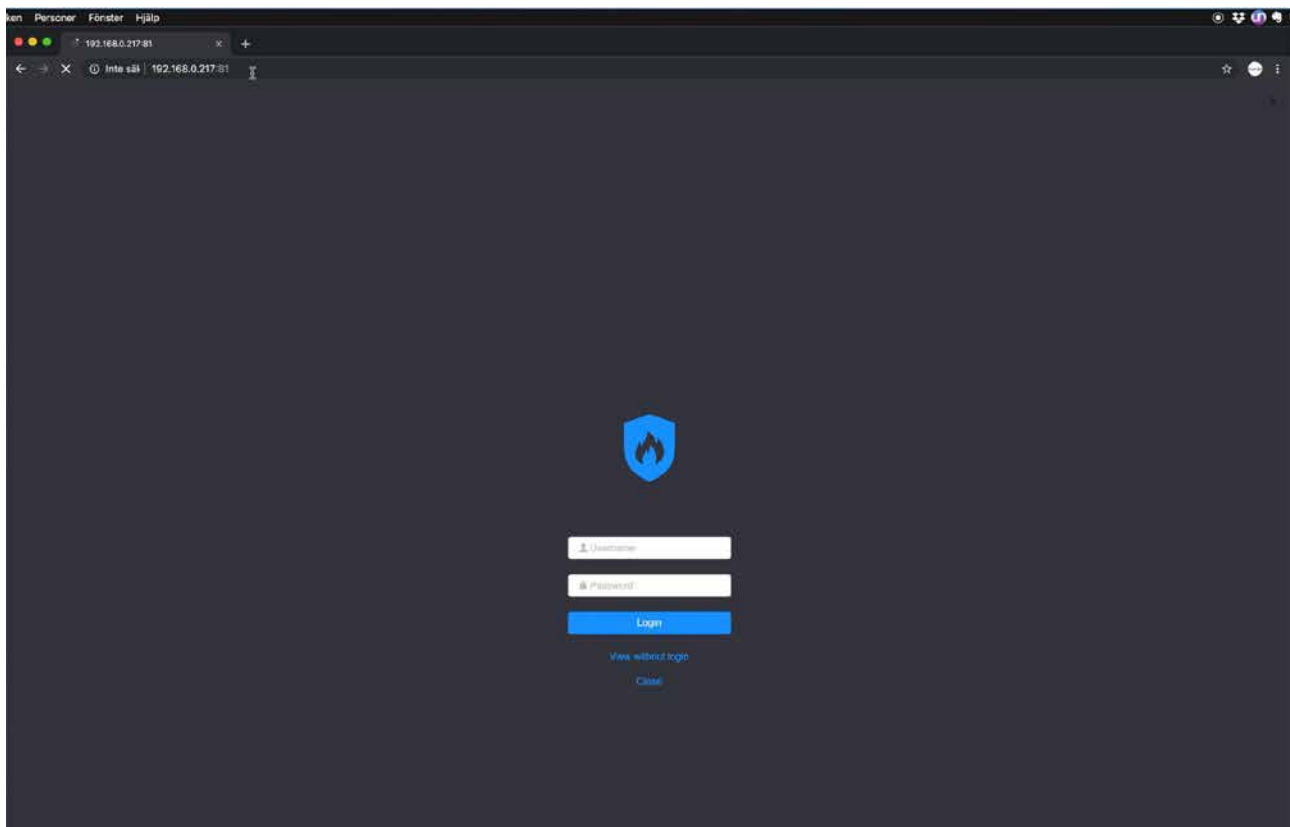 ken Personer Fönster Hjälp
192.168.0.217:81
Inte säk 192.168.0.217:81
Username
Password
Login
View without login
Close